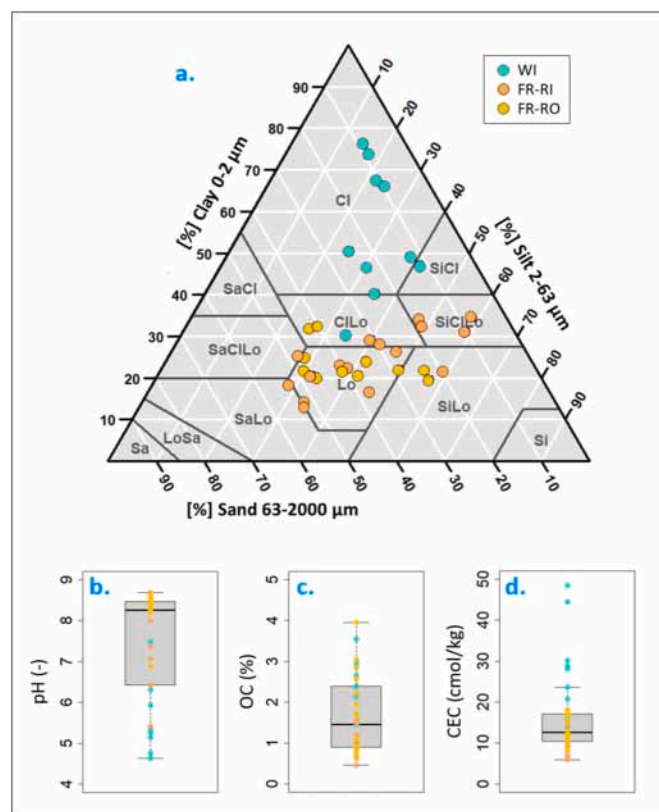 a.
WI
FR-RI
FR-RO
[%] Clay 0-2 µm
[%] Silt 2-63 µm
[%] Sand 63-2000 µm
90
80
70
60
50
40
30
20
10
10
20
30
40
50
60
70
80
90
90
80
70
60
50
40
30
20
10
Cl
SiCl
SaCl
ClLo
SiClLo
SaClLo
Lo
SaLo
SiLo
LoSa
Sa
Si
b.
pH (-)
9
8
7
6
5
4
c.
OC (%)
5
4
3
2
1
0
d.
CEC (cmol/kg)
50
40
30
20
10
0